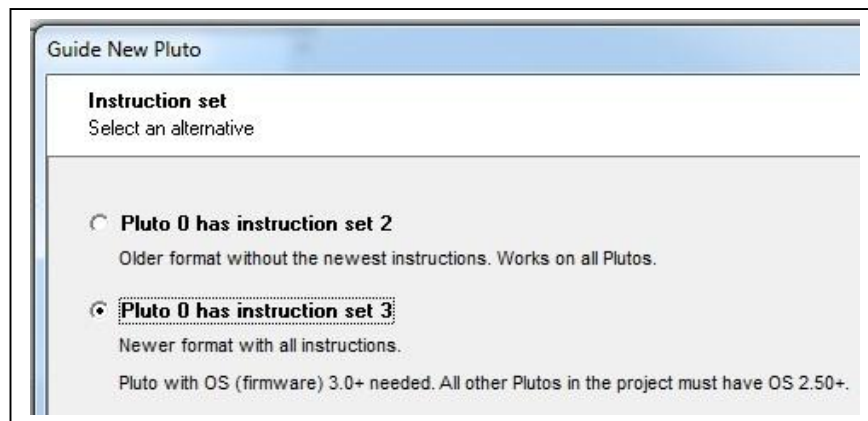 Guide New Pluto
Instruction set
Select an alternative
Pluto 0 has instruction set 2
Older format without the newest instructions. Works on all Plutos.
Pluto 0 has instruction set 3
Newer format with all instructions.
Pluto with OS (firmware) 3.0+ needed. All other Plutos in the project must have OS 2.50+.